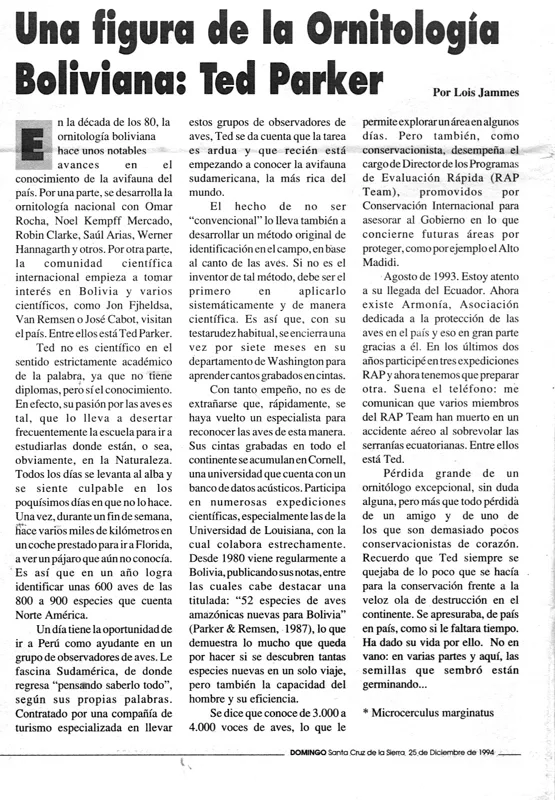 Una figura de la Ornitología
Boliviana: Ted Parker
Por Lois Jammes
En la década de los 80, la
ornitología boliviana
hace unos notables
avances en el
conocimiento de la avifauna del
país. Por una parte, se desarrolla la
ornitología nacional con Omar
Rocha, Noel Kempff Mercado,
Robin Clarke, Saúl Arias, Werner
Hannagarth y otros. Por otra parte,
la comunidad científica
internacional empieza a tomar
interés en Bolivia y varios
científicos, como Jon Fjheldsa,
Van Remsen o José Cabot, visitan
el país. Entre ellos está Ted Parker.
Ted no es científico en el
sentido estrictamente académico
de la palabra, ya que no tiene
diplomas, pero sí el conocimiento.
En efecto, su pasión por las aves es
tal, que lo lleva a desertar
frecuentemente la escuela para ir a
estudiarlas donde están, o sea,
obviamente, en la Naturaleza.
Todos los días se levanta al alba y
se siente culpable en los
poquísimos días en que no lo hace.
Una vez, durante un fin de semana,
hace varios miles de kilómetros en
un coche prestado para ir a Florida,
a ver un pájaro que aún no conocía.
Es así que en un año logra
identificar unas 600 aves de las
800 a 900 especies que cuenta
Norte América.
Un día tiene la oportunidad de
ir a Perú como ayudante en un
grupo de observadores de aves. Le
fascina Sudamérica, de donde
regresa "pensando saberlo todo",
según sus propias palabras.
Contratado por una compañía de
turismo especializada en llevar
estos grupos de observadores de
aves, Ted se da cuenta que la tarea
es ardua y que recién está
empezando a conocer la avifauna
sudamericana, la más rica del
mundo.
El hecho de no ser
"convencional" lo lleva también a
desarrollar un método original de
identificación en el campo, en base
al canto de las aves. Si no es el
inventor de tal método, debe ser el
primero en aplicarlo
sistemáticamente y de manera
científica. Es así que, con su
testarudez habitual, se encierra una
vez por siete meses en su
departamento de Washington para
aprender cantos grabados en cintas.
Con tanto empeño, no es de
extrañarse que, rápidamente, se
haya vuelto un especialista para
reconocer las aves de esta manera.
Sus cintas grabadas en todo el
continente se acumulan en Cornell,
una universidad que cuenta con un
banco de datos acústicos. Participa
en numerosas expediciones
científicas, especialmente las de la
Universidad de Louisiana, con la
cual colabora estrechamente.
Desde 1980 viene regularmente a
Bolivia, publicando sus notas, entre
las cuales cabe destacar una
titulada: "52 especies de aves
amazónicas nuevas para Bolivia"
(Parker & Remsen, 1987), lo que
demuestra lo mucho que queda
por hacer si se descubren tantas
especies nuevas en un solo viaje,
pero también la capacidad del
hombre y su eficiencia.
Se dice que conoce de 3.000 a
4.000 voces de aves, lo que le
permite explorar un área en algunos
días. Pero también, como
conservacionista, desempeña el
cargo de Director de los Programas
de Evaluación Rápida (RAP
Team), promovidos por
Conservación Internacional para
asesorar al Gobierno en lo que
concierne futuras áreas por
proteger, como por ejemplo el Alto
Madidi.
Agosto de 1993. Estoy atento
a su llegada del Ecuador. Ahora
existe Armonía, Asociación
dedicada a la protección de las
aves en el país y eso en gran parte
gracias a él. En los últimos dos
años participé en tres expediciones
RAP y ahora tenemos que preparar
otra. Suena el teléfono: me
comunican que varios miembros
del RAP Team han muerto en un
accidente aéreo al sobrevolar las
serranías ecuatorianas. Entre ellos
está Ted.
Pérdida grande de un
ornitólogo excepcional, sin duda
alguna, pero más que todo pérdida
de un amigo y de uno de
los que son demasiado pocos
conservacionistas de corazón.
Recuerdo que Ted siempre se
quejaba de lo poco que se hacía
para la conservación frente a la
veloz ola de destrucción en el
continente. Se apresuraba, de país
en país, como si le faltara tiempo.
Ha dado su vida por ello. No en
vano: en varias partes y aquí, las
semillas que sembró están
germinando...
* Microcerculus marginatus
DOMINGO Santa Cruz de la Sierra, 25 de Diciembre de 1994